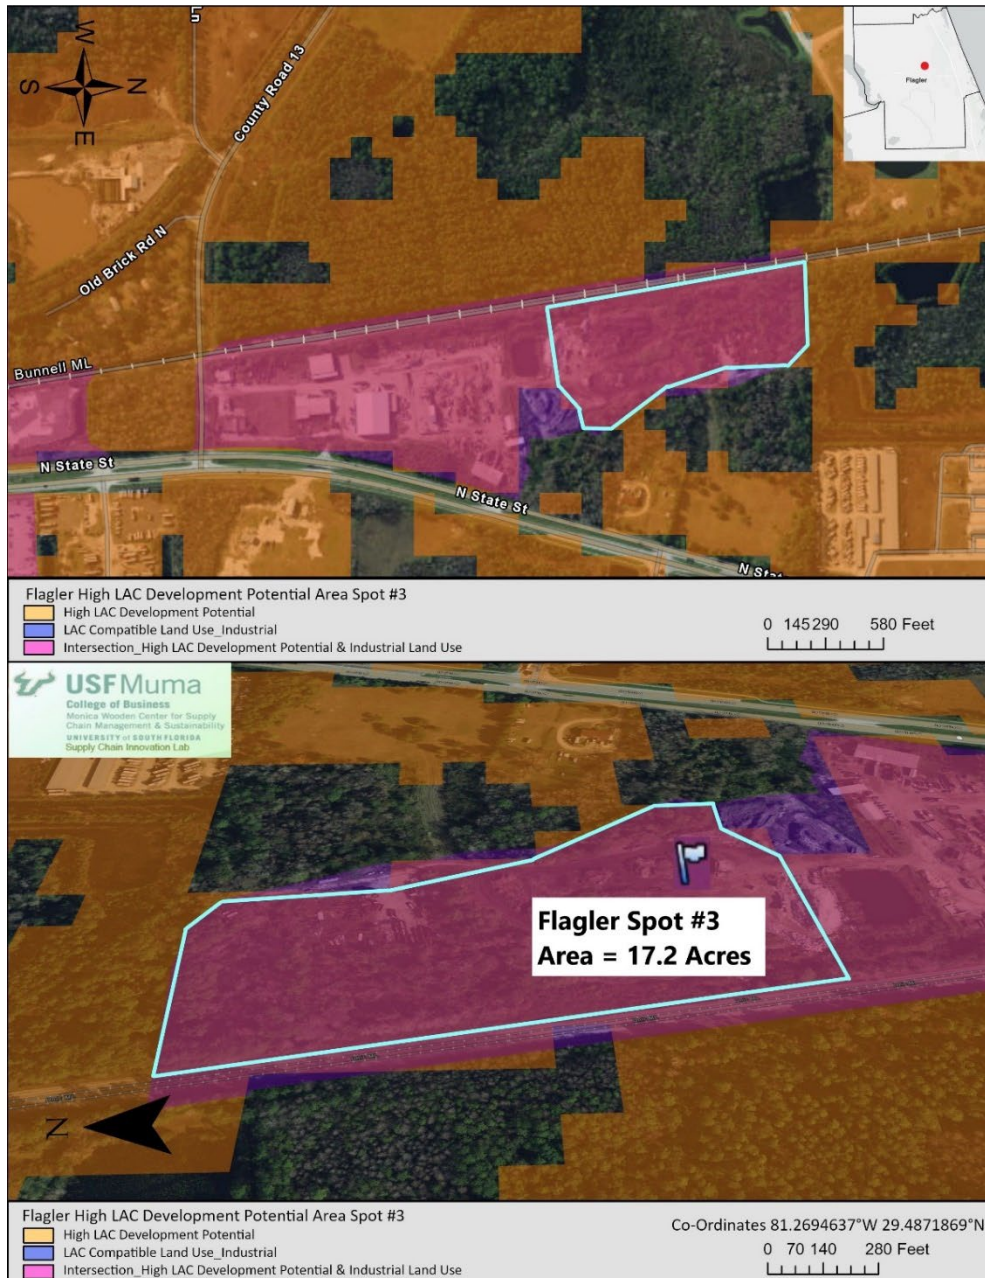 Ln
W
N
S
E
County Road 13
Flagler
Old Brick Rd N
Bunnell ML
N State St
N State St
Flagler High LAC Development Potential Area Spot #3
High LAC Development Potential
LAC Compatible Land Use_Industrial
Intersection_High LAC Development Potential & Industrial Land Use
0 145 290 580 Feet
USF Muma
College of Business
Monica Wooden Center for Supply
Chain Management & Sustainability
UNIVERSITY of SOUTH FLORIDA
Supply Chain Innovation Lab
Flagler Spot #3
Area = 17.2 Acres
N
Flagler High LAC Development Potential Area Spot #3
High LAC Development Potential
LAC Compatible Land Use_Industrial
Intersection_High LAC Development Potential & Industrial Land Use
Co-Ordinates 81.2694637°W 29.4871869°N
0 70 140 280 Feet